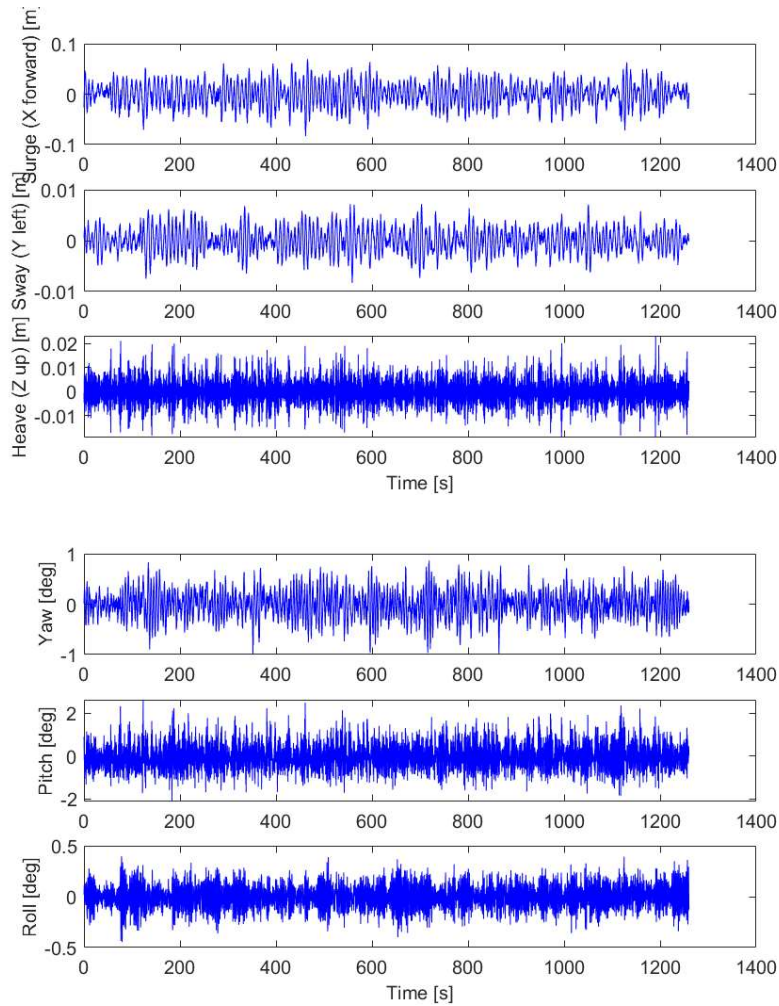 Surge (X forward) [m]
0.1
0
-0.1
0 200 400 600 800 1000 1200 1400
Sway (Y left) [m]
0.01
0
-0.01
0 200 400 600 800 1000 1200 1400
Heave (Z up) [m]
0.02
0.01
0
-0.01
0 200 400 600 800 1000 1200 1400
Time [s]
Yaw [deg]
1
0
-1
0 200 400 600 800 1000 1200 1400
Pitch [deg]
2
0
-2
0 200 400 600 800 1000 1200 1400
Roll [deg]
0.5
0
-0.5
0 200 400 600 800 1000 1200 1400
Time [s]